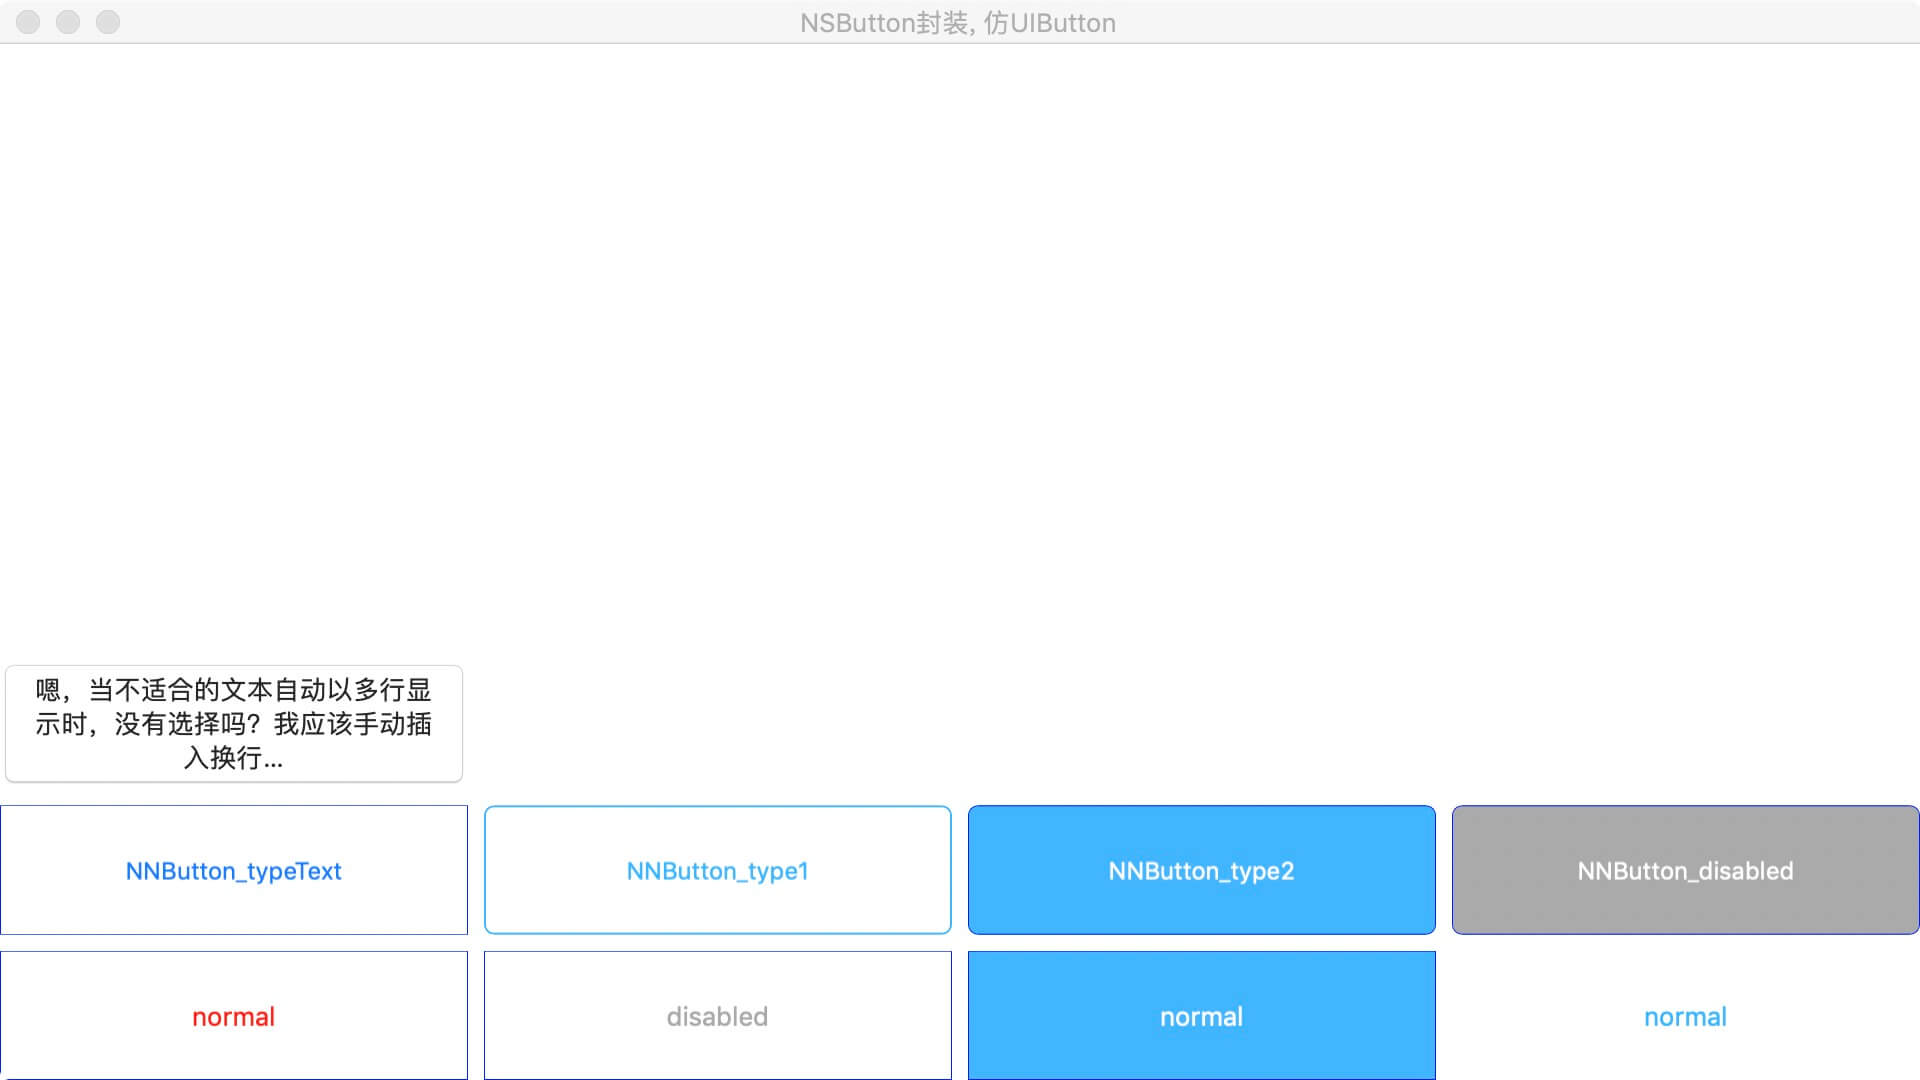 NSButton封装, 仿UIButton
嗯，当不适合的文本自动以多行显
示时，没有选择吗？我应该手动插
入换行...
NNButton_typeText
NNButton_type1
NNButton_type2
NNButton_disabled
normal
disabled
normal
normal